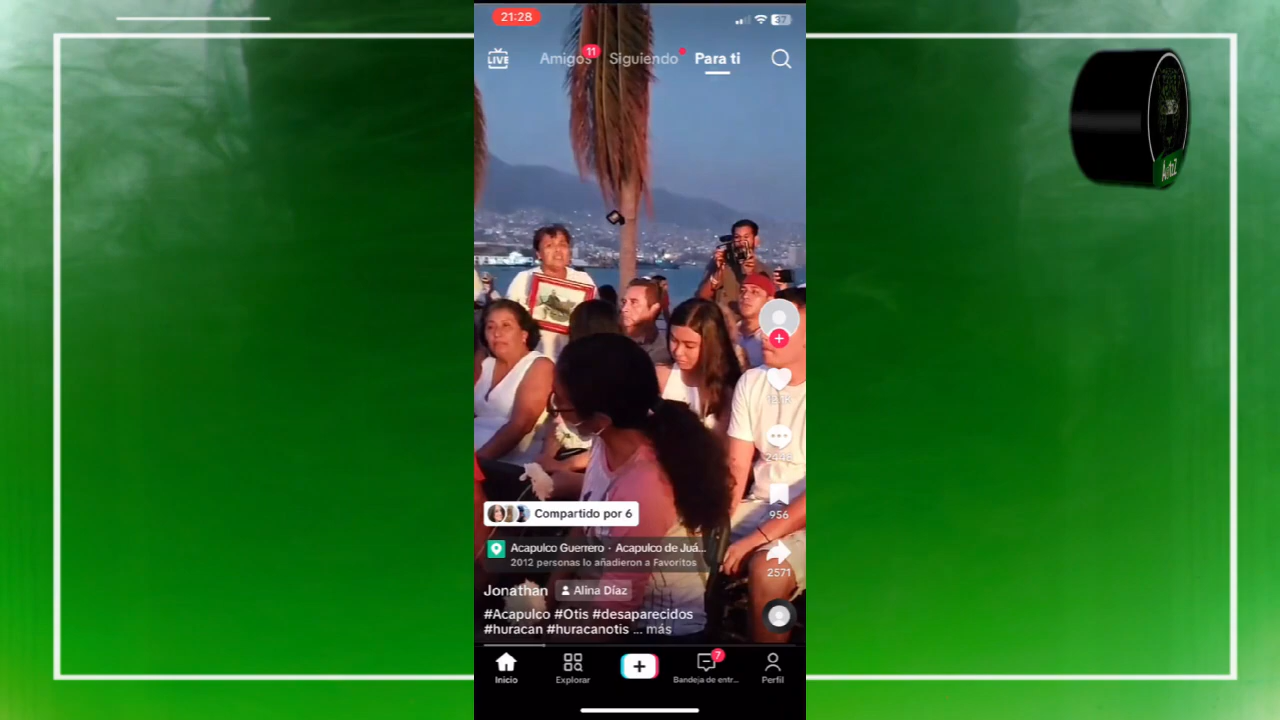 21:28
37
LIVE
Amigos
11
Siguiendo
Para ti
2446
956
Compartido por 6
Acapulco Guerrero · Acapulco de Juá...
2012 personas lo añadieron a Favoritos
2571
Jonathan
Alina Díaz
#Acapulco #Otis #desaparecidos
#huracan #huracanotis ... más
7
Inicio
Explorar
Bandeja de entr...
Perfil